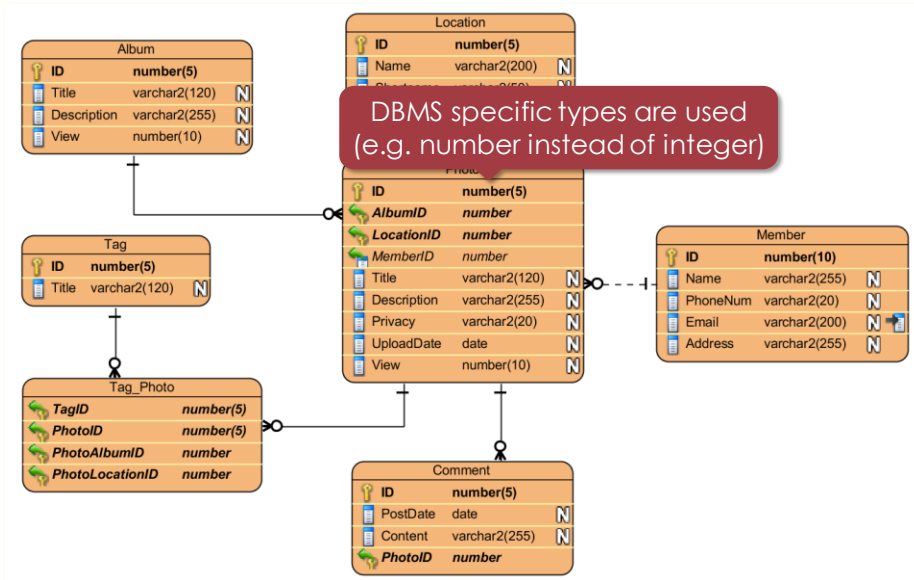 Album
ID number(5)
Title varchar2(120) N
Description varchar2(255) N
View number(10) N
Location
ID number(5)
Name varchar2(200) N
DBMS specific types are used
(e.g. number instead of integer)
ID number(5)
AlbumID number
LocationID number
MemberID number
Title varchar2(120) N
Description varchar2(255) N
Privacy varchar2(20) N
UploadDate date N
View number(10) N
Tag
ID number(5)
Title varchar2(120) N
Member
ID number(10)
Name varchar2(255) N
PhoneNum varchar2(20) N
Email varchar2(200) N
Address varchar2(255) N
Tag_Photo
TagID number(5)
PhotoID number(5)
PhotoAlbumID number
PhotoLocationID number
Comment
ID number(5)
PostDate date N
Content varchar2(255) N
PhotoID number